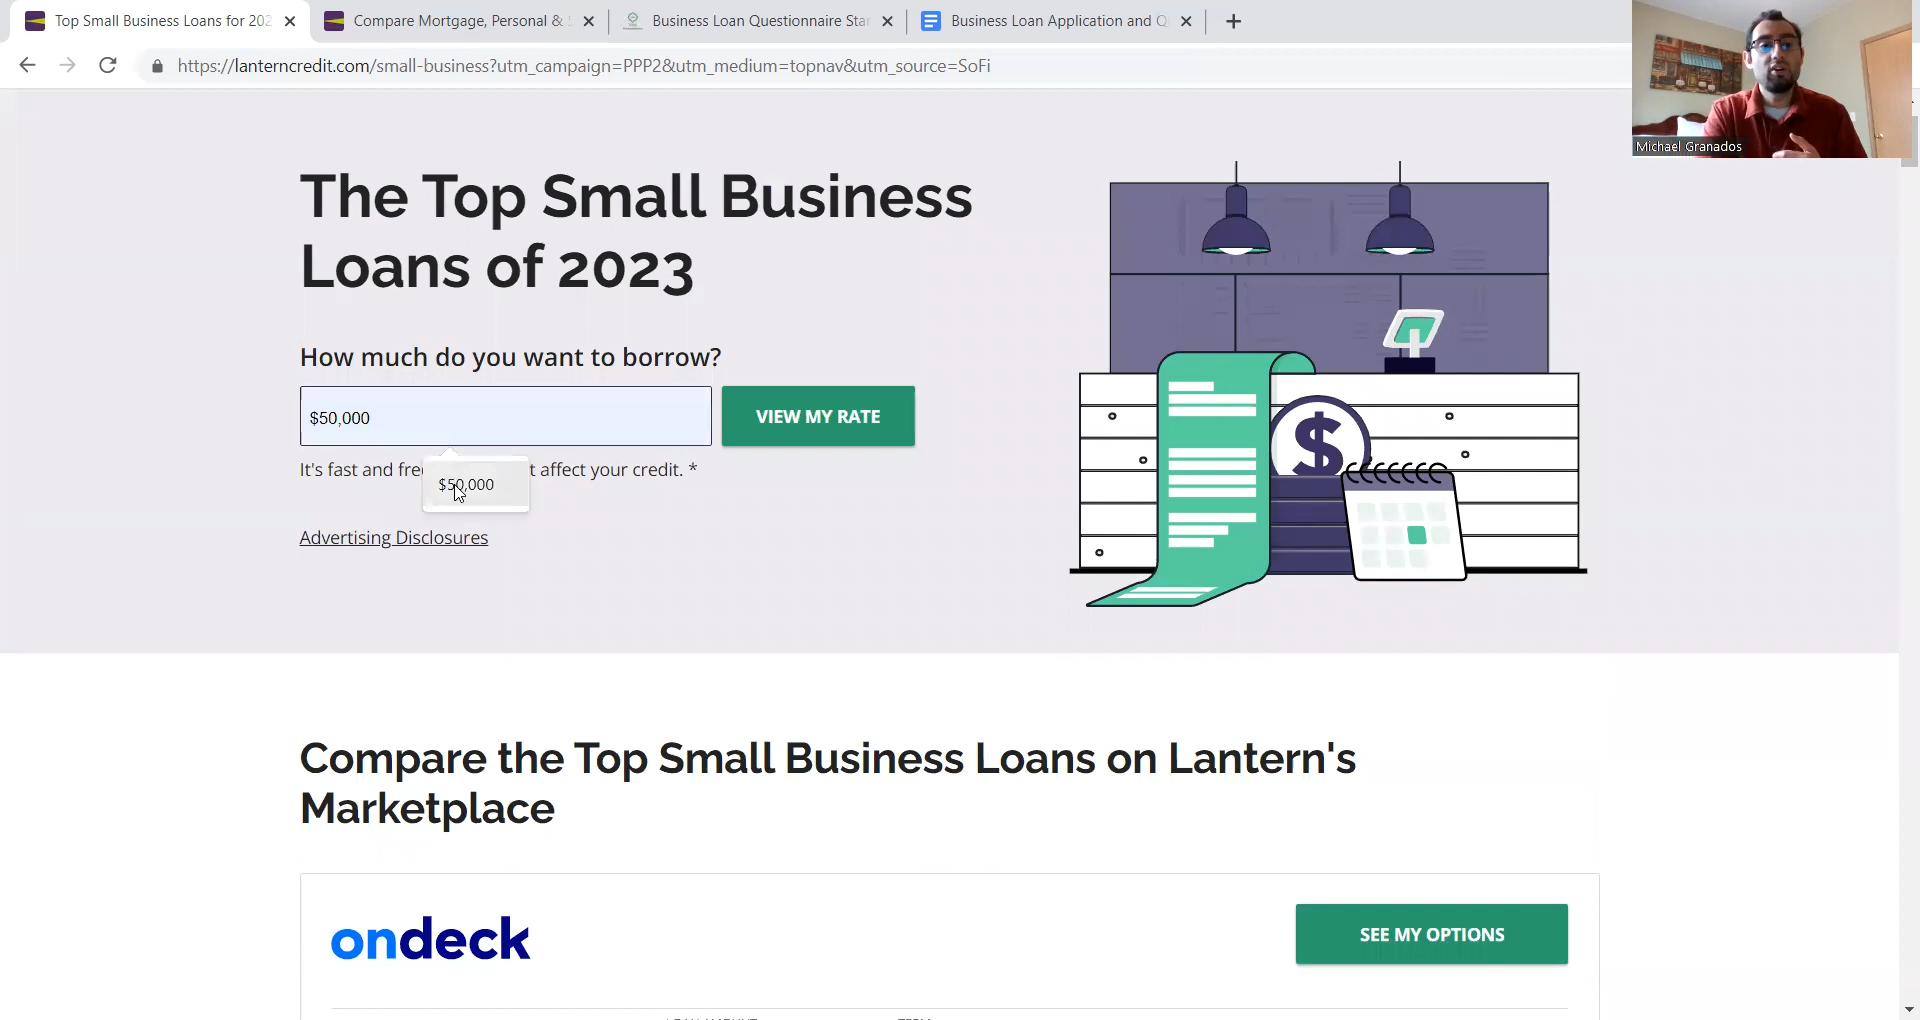 Top Small Business Loans for 202
Compare Mortgage, Personal &
Business Loan Questionnaire Star
Business Loan Application and Q
https://lanterncredit.com/small-business?utm_campaign=PPP2&utm_medium=topnav&utm_source=SoFi
Michael Granados
The Top Small Business
Loans of 2023
How much do you want to borrow?
$50,000
VIEW MY RATE
It's fast and fre t affect your credit. *
$50,000
Advertising Disclosures
Compare the Top Small Business Loans on Lantern's
Marketplace
ondeck
SEE MY OPTIONS